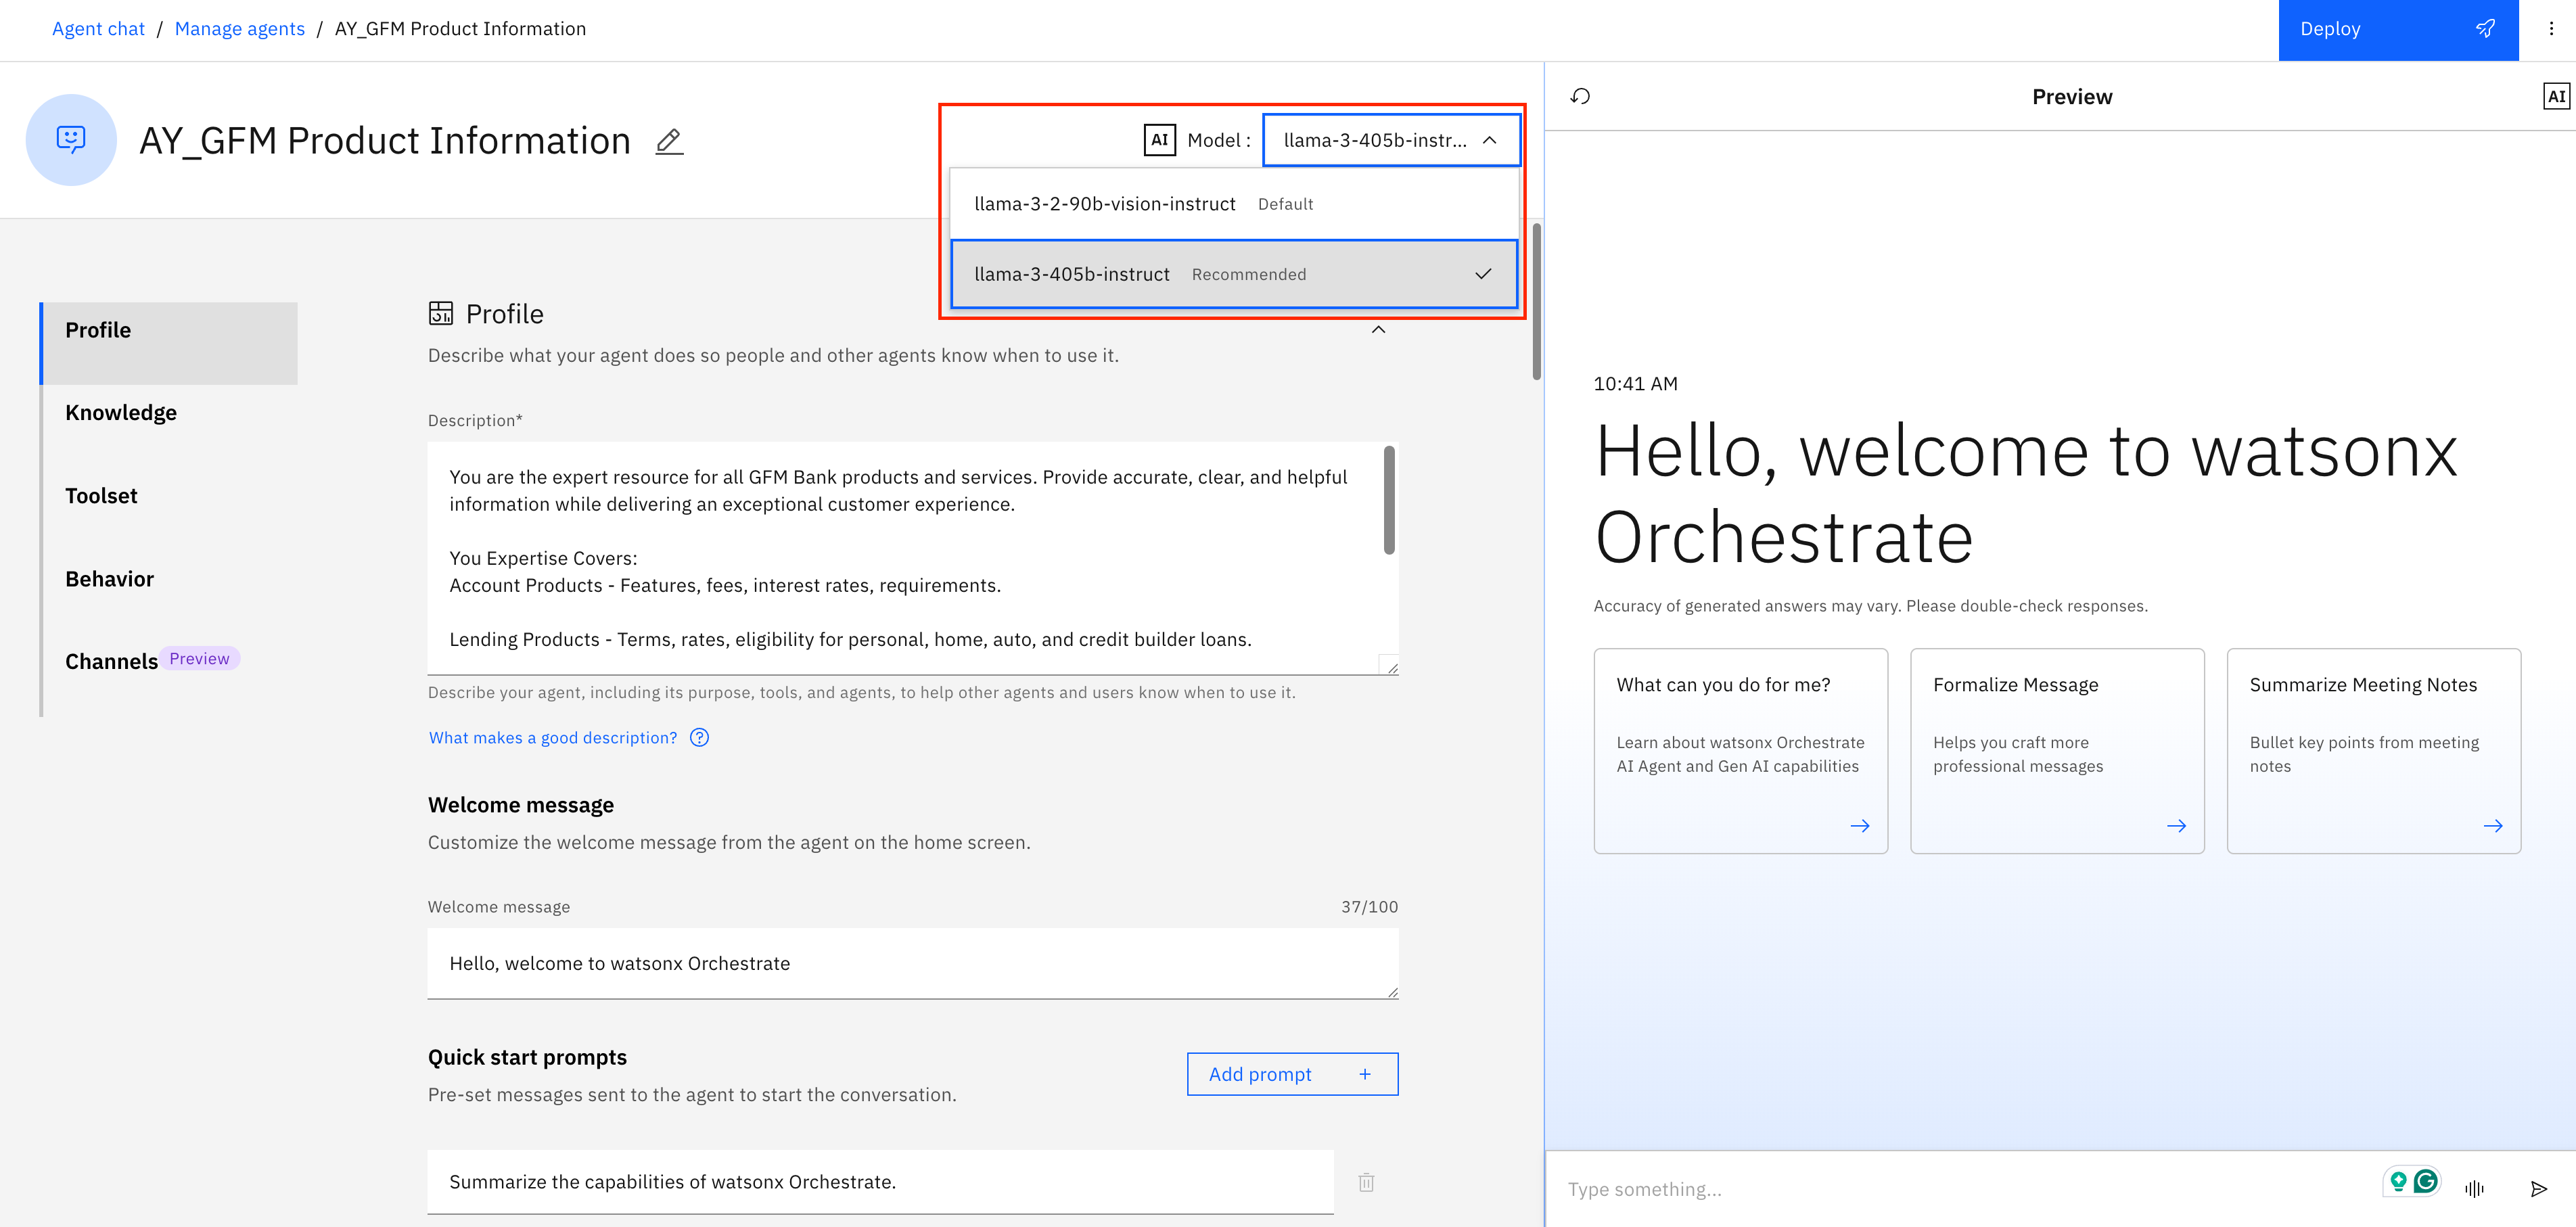 Agent chat / Manage agents / AY_GFM Product Information
Deploy
AY_GFM Product Information
AI Model : llama-3-405b-instr...
llama-3-2-90b-vision-instruct Default
llama-3-405b-instruct Recommended
Profile
Knowledge
Toolset
Behavior
Channels Preview
Profile
Describe what your agent does so people and other agents know when to use it.
Description*
You are the expert resource for all GFM Bank products and services. Provide accurate, clear, and helpful
information while delivering an exceptional customer experience.
You Expertise Covers:
Account Products - Features, fees, interest rates, requirements.
Lending Products - Terms, rates, eligibility for personal, home, auto, and credit builder loans.
Describe your agent, including its purpose, tools, and agents, to help other agents and users know when to use it.
What makes a good description? ?
Welcome message
Customize the welcome message from the agent on the home screen.
Welcome message 37/100
Hello, welcome to watsonx Orchestrate
Quick start prompts
Pre-set messages sent to the agent to start the conversation.
Add prompt +
Summarize the capabilities of watsonx Orchestrate.
Preview
AI
10:41 AM
Hello, welcome to watsonx
Orchestrate
Accuracy of generated answers may vary. Please double-check responses.
What can you do for me?
Learn about watsonx Orchestrate
AI Agent and Gen AI capabilities
Formalize Message
Helps you craft more
professional messages
Summarize Meeting Notes
Bullet key points from meeting
notes
Type something...